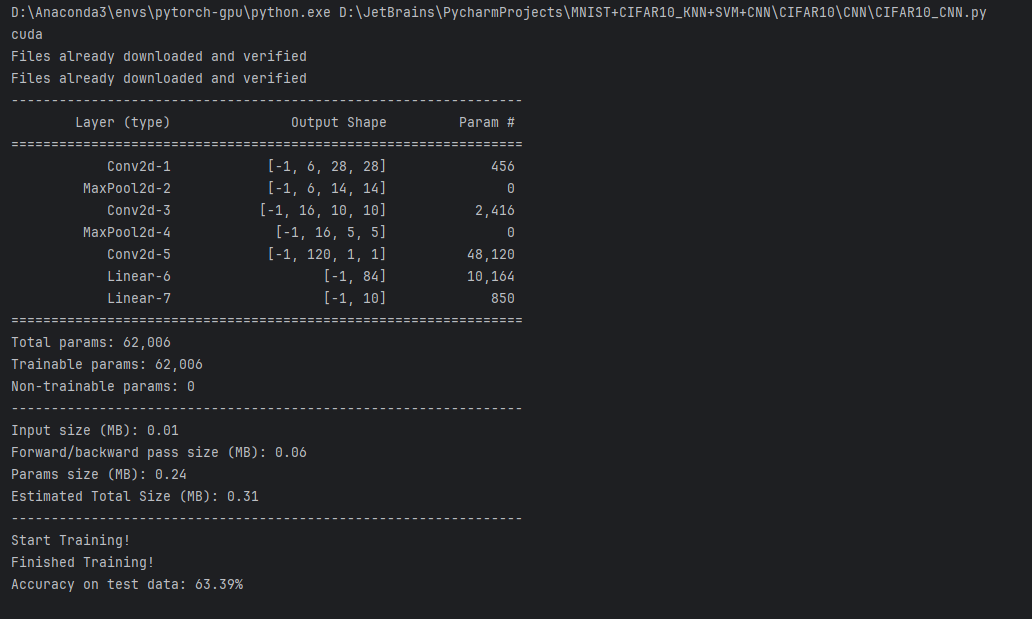 D:\Anaconda3\envs\pytorch-gpu\python.exe D:\JetBrains\PycharmProjects\MNIST+CIFAR10_KNN+SVM+CNN\CIFAR10\CNN\CIFAR10_CNN.py
cuda
Files already downloaded and verified
Files already downloaded and verified
----------------------------------------------------------------
        Layer (type)               Output Shape         Param #
================================================================
            Conv2d-1            [-1, 6, 28, 28]             456
         MaxPool2d-2            [-1, 6, 14, 14]               0
            Conv2d-3           [-1, 16, 10, 10]           2,416
         MaxPool2d-4             [-1, 16, 5, 5]               0
            Conv2d-5            [-1, 120, 1, 1]          48,120
            Linear-6                   [-1, 84]          10,164
            Linear-7                   [-1, 10]             850
================================================================
Total params: 62,006
Trainable params: 62,006
Non-trainable params: 0
----------------------------------------------------------------
Input size (MB): 0.01
Forward/backward pass size (MB): 0.06
Params size (MB): 0.24
Estimated Total Size (MB): 0.31
----------------------------------------------------------------
Start Training!
Finished Training!
Accuracy on test data: 63.39%